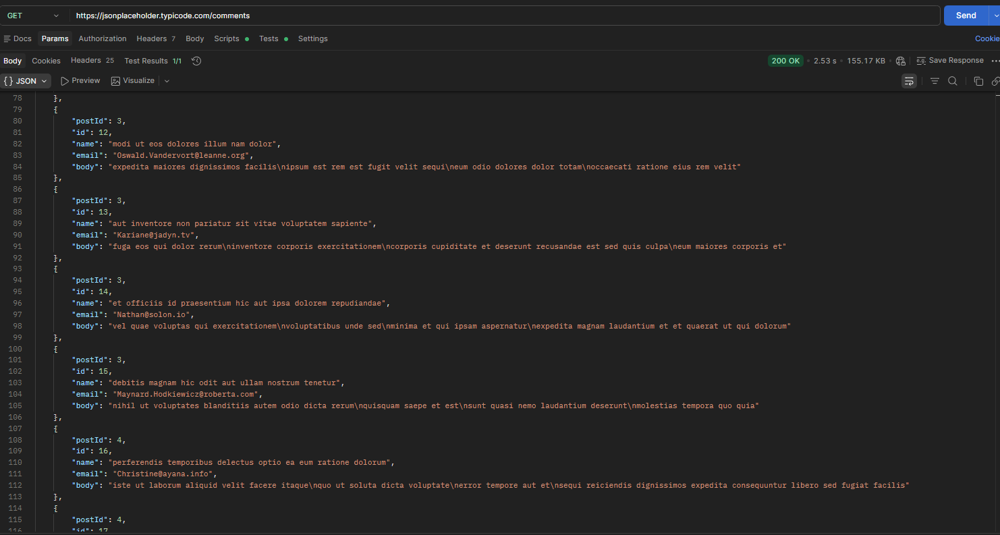 GET https://jsonplaceholder.typicode.com/comments Send
Docs Params Authorization Headers 7 Body Scripts Tests Settings Cookie
Body Cookies Headers 25 Test Results 1/1 200 OK • 2.53 s • 155.17 KB • e.g. Save Response
{} JSON Preview Visualize
78 },
79 {
80 "postId": 3,
81 "id": 12,
82 "name": "modi ut eos dolores illum nam dolor",
83 "email": "Oswald.Vandervort@leanne.org",
84 "body": "expedita maiores dignissimos facilis\nipsum est rem est fugit velit sequi\neum odio dolores dolor totam\noccaecati ratione eius rem velit"
85 },
86 {
87 "postId": 3,
88 "id": 13,
89 "name": "aut inventore non pariatur sit vitae voluptatem sapiente",
90 "email": "Kariane@jadyn.tv",
91 "body": "fuga eos qui dolor rerum\ninventore corporis exercitationem\ncorporis cupiditate et deserunt recusandae est sed quis culpa\neum maiores corporis et"
92 },
93 {
94 "postId": 3,
95 "id": 14,
96 "name": "et officiis id praesentium hic aut ipsa dolorem repudiandae",
97 "email": "Nathan@solon.io",
98 "body": "vel quae voluptas qui exercitationem\nvoluptatibus unde sed\nminima et qui ipsam aspernatur\nexpedita magnam laudantium et et quaerat ut qui dolorum"
99 },
100 {
101 "postId": 3,
102 "id": 15,
103 "name": "debitis magnam hic odit aut ullam nostrum tenetur",
104 "email": "Maynard.Hodkiewicz@roberta.com",
105 "body": "nihil ut voluptates blanditiis autem odio dicta rerum\nquisquam saepe et est\nsunt quasi nemo laudantium deserunt\nmolestias tempora quo quia"
106 },
107 {
108 "postId": 4,
109 "id": 16,
110 "name": "perferendis temporibus delectus optio ea eum ratione dolorum",
111 "email": "Christine@ayana.info",
112 "body": "iste ut laborum aliquid velit facere itaque\nquo ut soluta dicta voluptate\nerror tempore aut et\nsequi reiciendis dignissimos expedita consequuntur libero sed fugiat facilis"
113 },
114 {
115 "postId": 4,
116 "id": 17